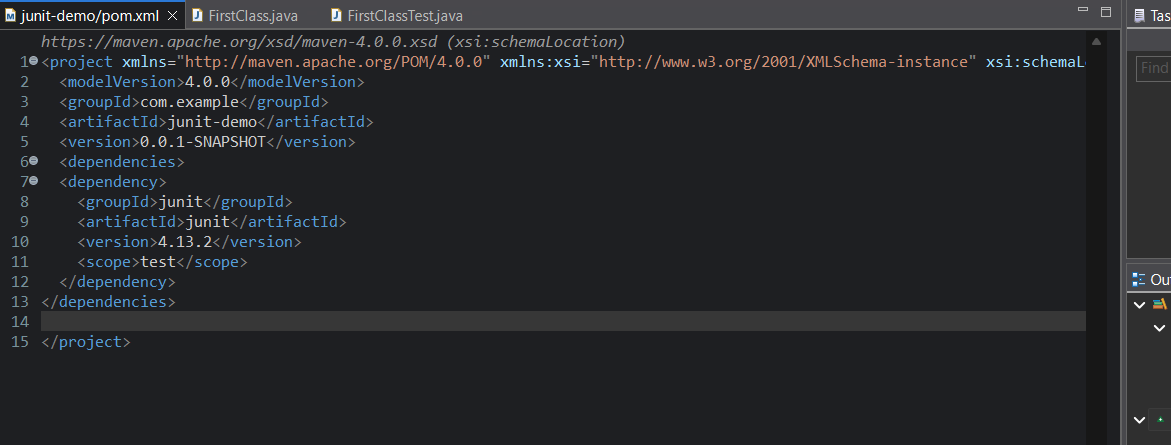 junit-demo/pom.xml
FirstClass.java
FirstClassTest.java
Tas
https://maven.apache.org/xsd/maven-4.0.0.xsd (xsi:schemaLocation)
1 <project xmlns="http://maven.apache.org/POM/4.0.0" xmlns:xsi="http://www.w3.org/2001/XMLSchema-instance" xsi:schemaL
2 <modelVersion>4.0.0</modelVersion>
3 <groupId>com.example</groupId>
4 <artifactId>junit-demo</artifactId>
5 <version>0.0.1-SNAPSHOT</version>
6 <dependencies>
7 <dependency>
8 <groupId>junit</groupId>
9 <artifactId>junit</artifactId>
10 <version>4.13.2</version>
11 <scope>test</scope>
12 </dependency>
13 </dependencies>
14
15 </project>
Find
Ou